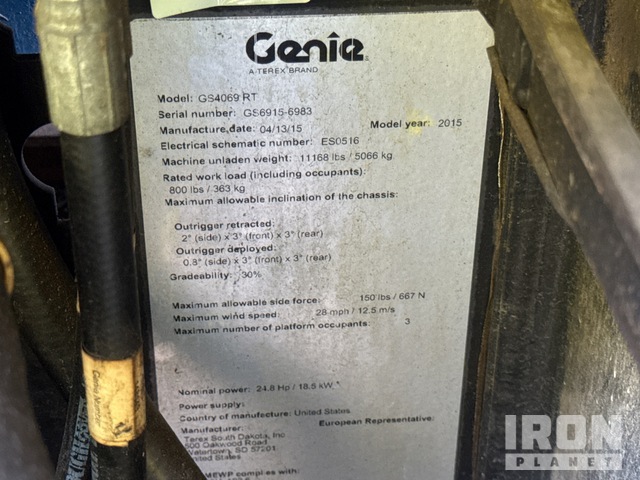 Genie
A TEREX BRAND
Model: GS4069 RT
Serial number: GS6915-6983
Manufacture,date: 04/13/15 Model year: 2015
Electrical schematic number: ES0516
Machine unladen weight: 11168 lbs / 5066 kg
Rated work load (including occupants):
800 lbs / 363 kg
Maximum allowable inclination of the chassis:
Outrigger retracted:
2° (side) x 3° (front) x 3° (rear)
Outrigger deployed:
0.8° (side) x 3° (front) x 3° (rear)
Gradeability: 30%
Maximum allowable side force: 150 lbs / 667 N
Maximum wind speed: 28 mph / 12.5 m/s
Maximum number of platform occupants: 3
Nominal power: 24.8 Hp / 18.5 kW
Power supply:
Country of manufacture: United States
Manufacturer: European Representative:
Terex South Dakota, Inc
500 Oakwood Road
Watertown, SD 57201
United States
MEWP complies with:
IRON
PLANET